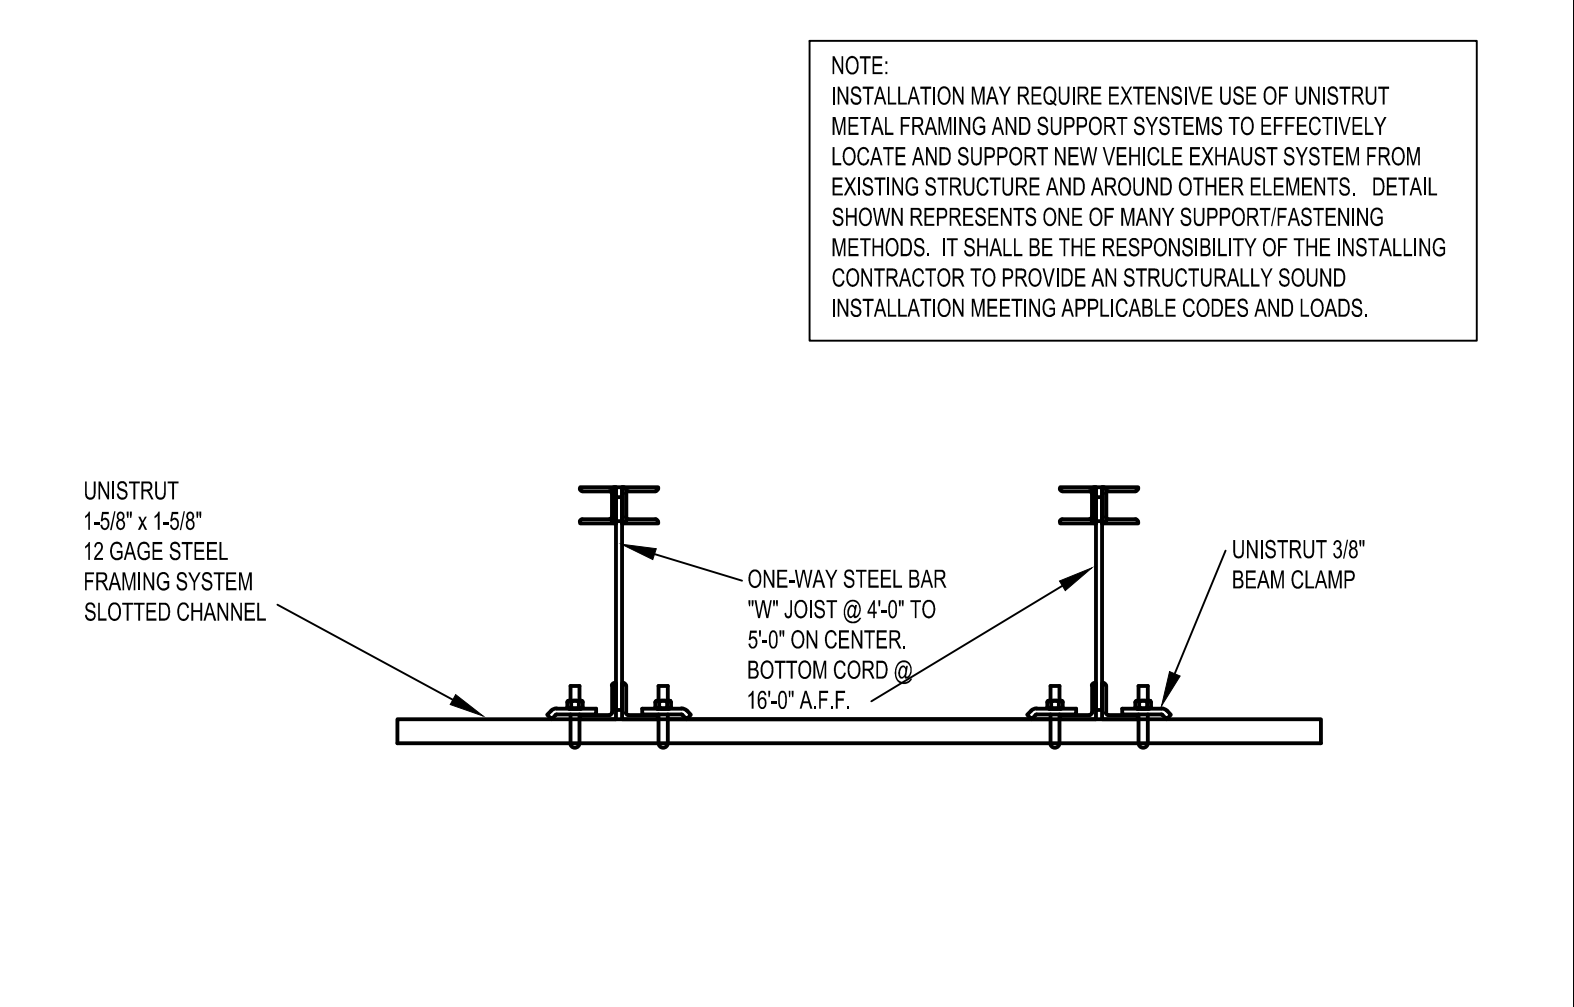 NOTE:
INSTALLATION MAY REQUIRE EXTENSIVE USE OF UNISTRUT
METAL FRAMING AND SUPPORT SYSTEMS TO EFFECTIVELY
LOCATE AND SUPPORT NEW VEHICLE EXHAUST SYSTEM FROM
EXISTING STRUCTURE AND AROUND OTHER ELEMENTS. DETAIL
SHOWN REPRESENTS ONE OF MANY SUPPORT/FASTENING
METHODS. IT SHALL BE THE RESPONSIBILITY OF THE INSTALLING
CONTRACTOR TO PROVIDE AN STRUCTURALLY SOUND
INSTALLATION MEETING APPLICABLE CODES AND LOADS.
UNISTRUT
1-5/8" x 1-5/8"
12 GAGE STEEL
FRAMING SYSTEM
SLOTTED CHANNEL
ONE-WAY STEEL BAR
"W" JOIST @ 4'-0" TO
5'-0" ON CENTER.
BOTTOM CORD @
16'-0" A.F.F.
UNISTRUT 3/8"
BEAM CLAMP